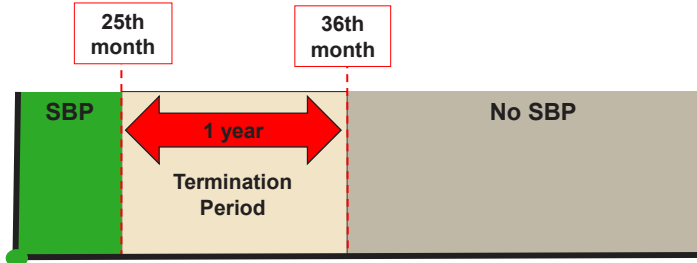 25th
month
36th
month
SBP
No SBP
1 year
Termination
Period